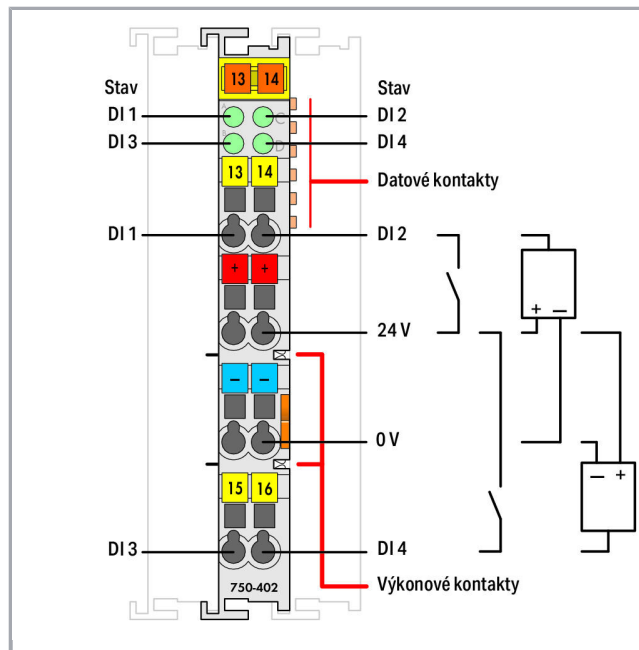 13 14
Stav Stav
DI 1 A C DI 2
DI 3 B D DI 4
13 14
Datové kontakty
DI 1 DI 2
+ +
+ −
24 V
− −
0 V
− +
15 16
DI 3 DI 4
750-402
Výkonové kontakty